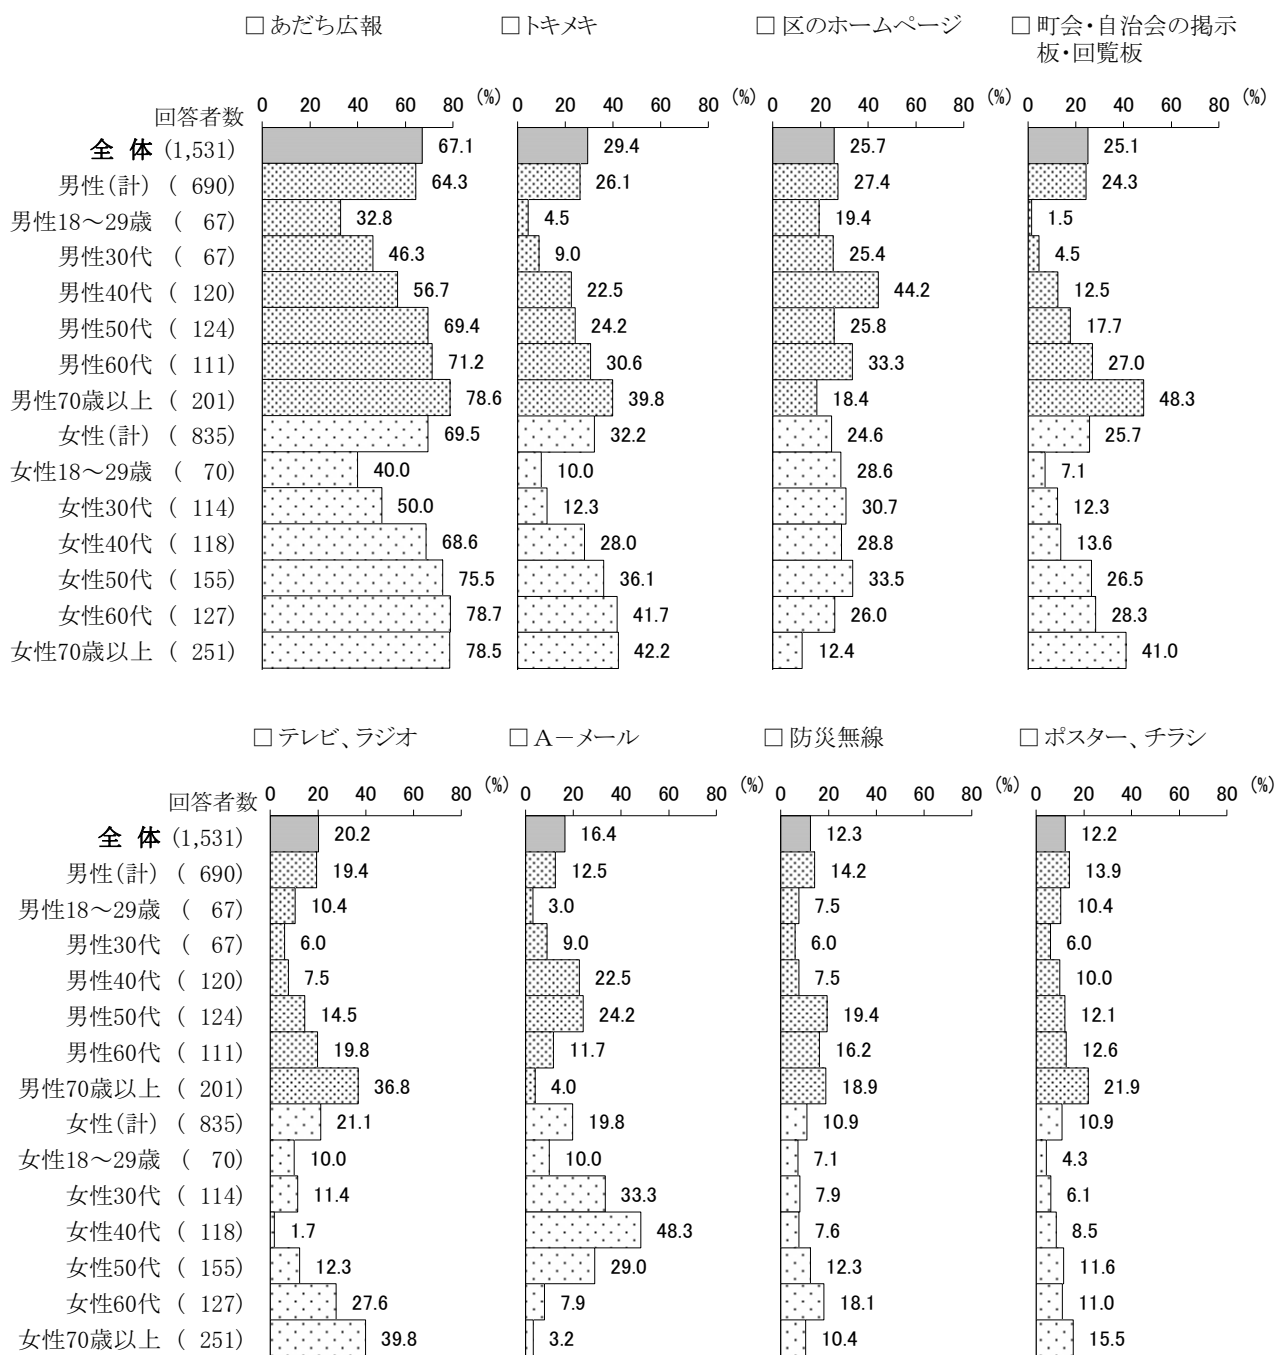 □ あだち広報 □ トキメキ □ 区のホームページ □ 町会・自治会の掲示
板・回覧板
回答者数 0 20 40 60 80 (%) 0 20 40 60 80 (%) 0 20 40 60 80 (%) 0 20 40 60 80 (%)
全 体 (1,531) 67.1 29.4 25.7 25.1
男性(計) ( 690) 64.3 26.1 27.4 24.3
男性18～29歳 ( 67) 32.8 4.5 19.4 1.5
男性30代 ( 67) 46.3 9.0 25.4 4.5
男性40代 ( 120) 56.7 22.5 44.2 12.5
男性50代 ( 124) 69.4 24.2 25.8 17.7
男性60代 ( 111) 71.2 30.6 33.3 27.0
男性70歳以上 ( 201) 78.6 39.8 18.4 48.3
女性(計) ( 835) 69.5 32.2 24.6 25.7
女性18～29歳 ( 70) 40.0 10.0 28.6 7.1
女性30代 ( 114) 50.0 12.3 30.7 12.3
女性40代 ( 118) 68.6 28.0 28.8 13.6
女性50代 ( 155) 75.5 36.1 33.5 26.5
女性60代 ( 127) 78.7 41.7 26.0 28.3
女性70歳以上 ( 251) 78.5 42.2 12.4 41.0
□ テレビ、ラジオ □ A－メール □ 防災無線 □ ポスター、チラシ
回答者数 0 20 40 60 80 (%) 0 20 40 60 80 (%) 0 20 40 60 80 (%) 0 20 40 60 80 (%)
全 体 (1,531) 20.2 16.4 12.3 12.2
男性(計) ( 690) 19.4 12.5 14.2 13.9
男性18～29歳 ( 67) 10.4 3.0 7.5 10.4
男性30代 ( 67) 6.0 9.0 6.0 6.0
男性40代 ( 120) 7.5 22.5 7.5 10.0
男性50代 ( 124) 14.5 24.2 19.4 12.1
男性60代 ( 111) 19.8 11.7 16.2 12.6
男性70歳以上 ( 201) 36.8 4.0 18.9 21.9
女性(計) ( 835) 21.1 19.8 10.9 10.9
女性18～29歳 ( 70) 10.0 10.0 7.1 4.3
女性30代 ( 114) 11.4 33.3 7.9 6.1
女性40代 ( 118) 1.7 48.3 7.6 8.5
女性50代 ( 155) 12.3 29.0 12.3 11.6
女性60代 ( 127) 27.6 7.9 18.1 11.0
女性70歳以上 ( 251) 39.8 3.2 10.4 15.5